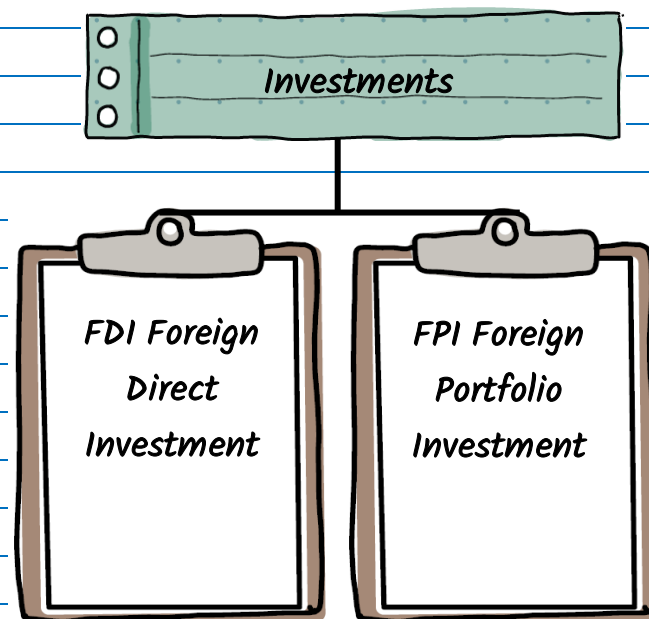 Investments
FDI Foreign
Direct
Investment
FPI Foreign
Portfolio
Investment